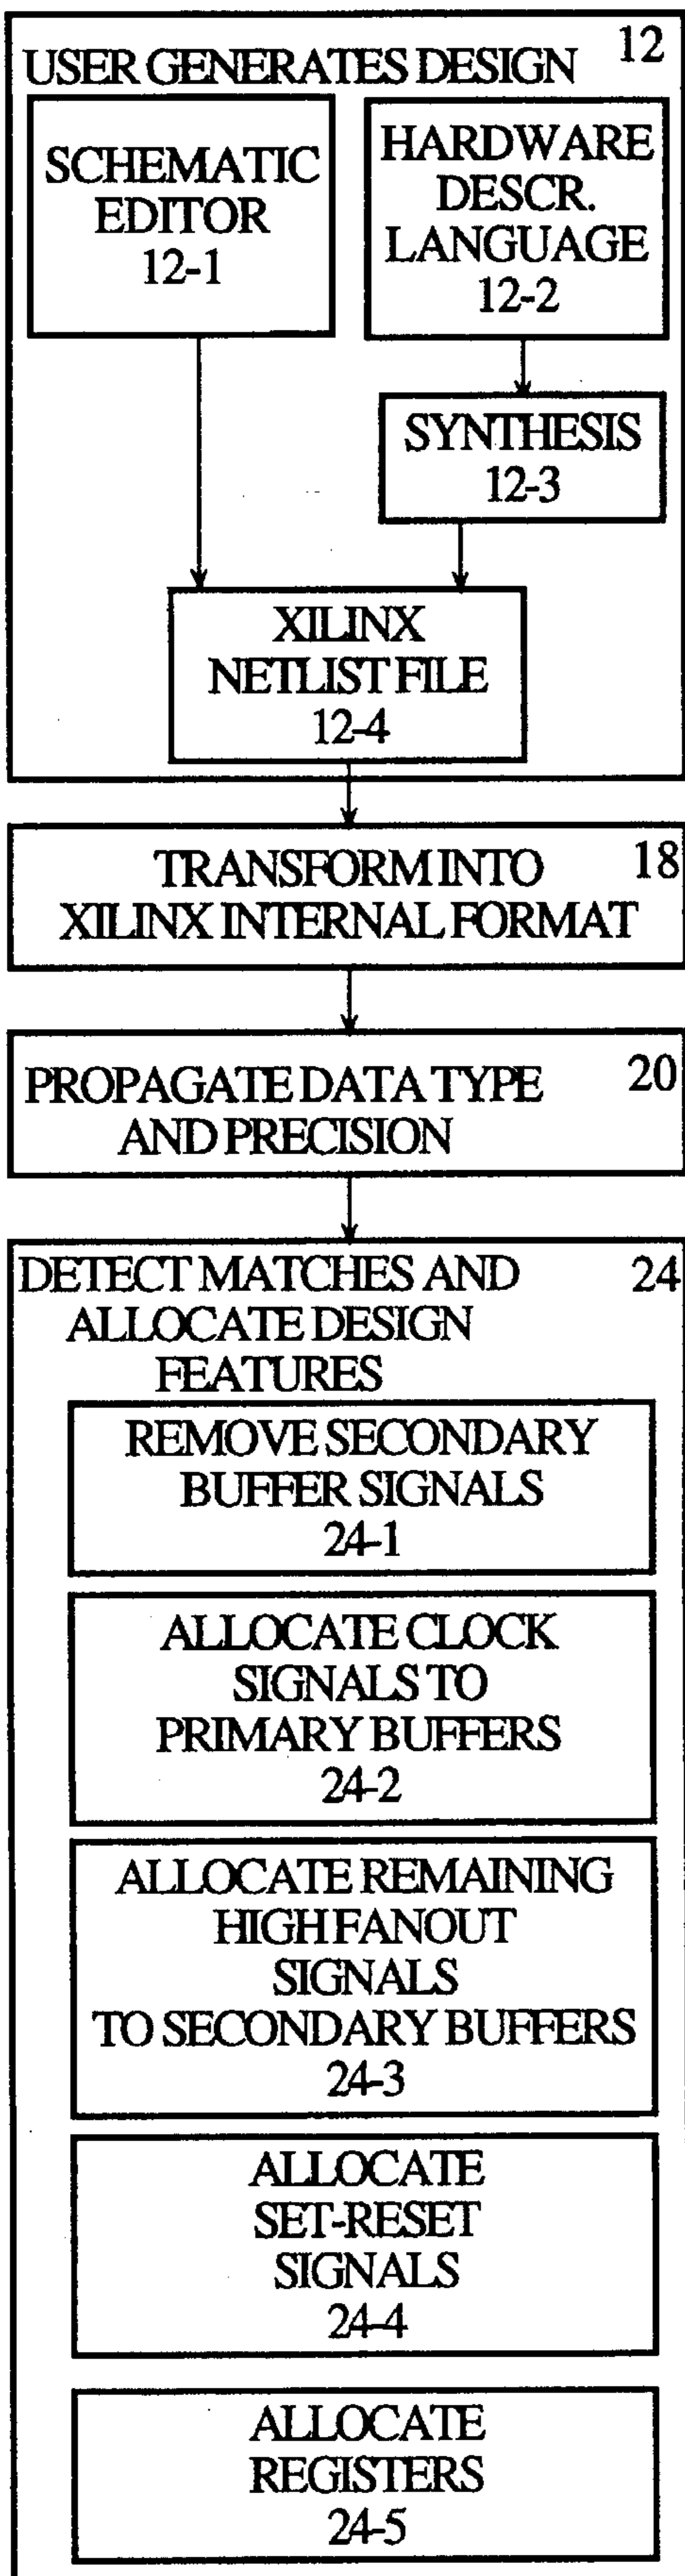 USER GENERATES DESIGN 12
SCHEMATIC
EDITOR
12-1
HARDWARE
DESCR.
LANGUAGE
12-2
SYNTHESIS
12-3
XILINX
NETLIST FILE
12-4
TRANSFORM INTO 18
XILINX INTERNAL FORMAT
PROPAGATE DATA TYPE 20
AND PRECISION
DETECT MATCHES AND 24
ALLOCATE DESIGN
FEATURES
REMOVE SECONDARY
BUFFER SIGNALS
24-1
ALLOCATE CLOCK
SIGNALS TO
PRIMARY BUFFERS
24-2
ALLOCATE REMAINING
HIGH FANOUT
SIGNALS
TO SECONDARY BUFFERS
24-3
ALLOCATE
SET-RESET
SIGNALS
24-4
ALLOCATE
REGISTERS
24-5